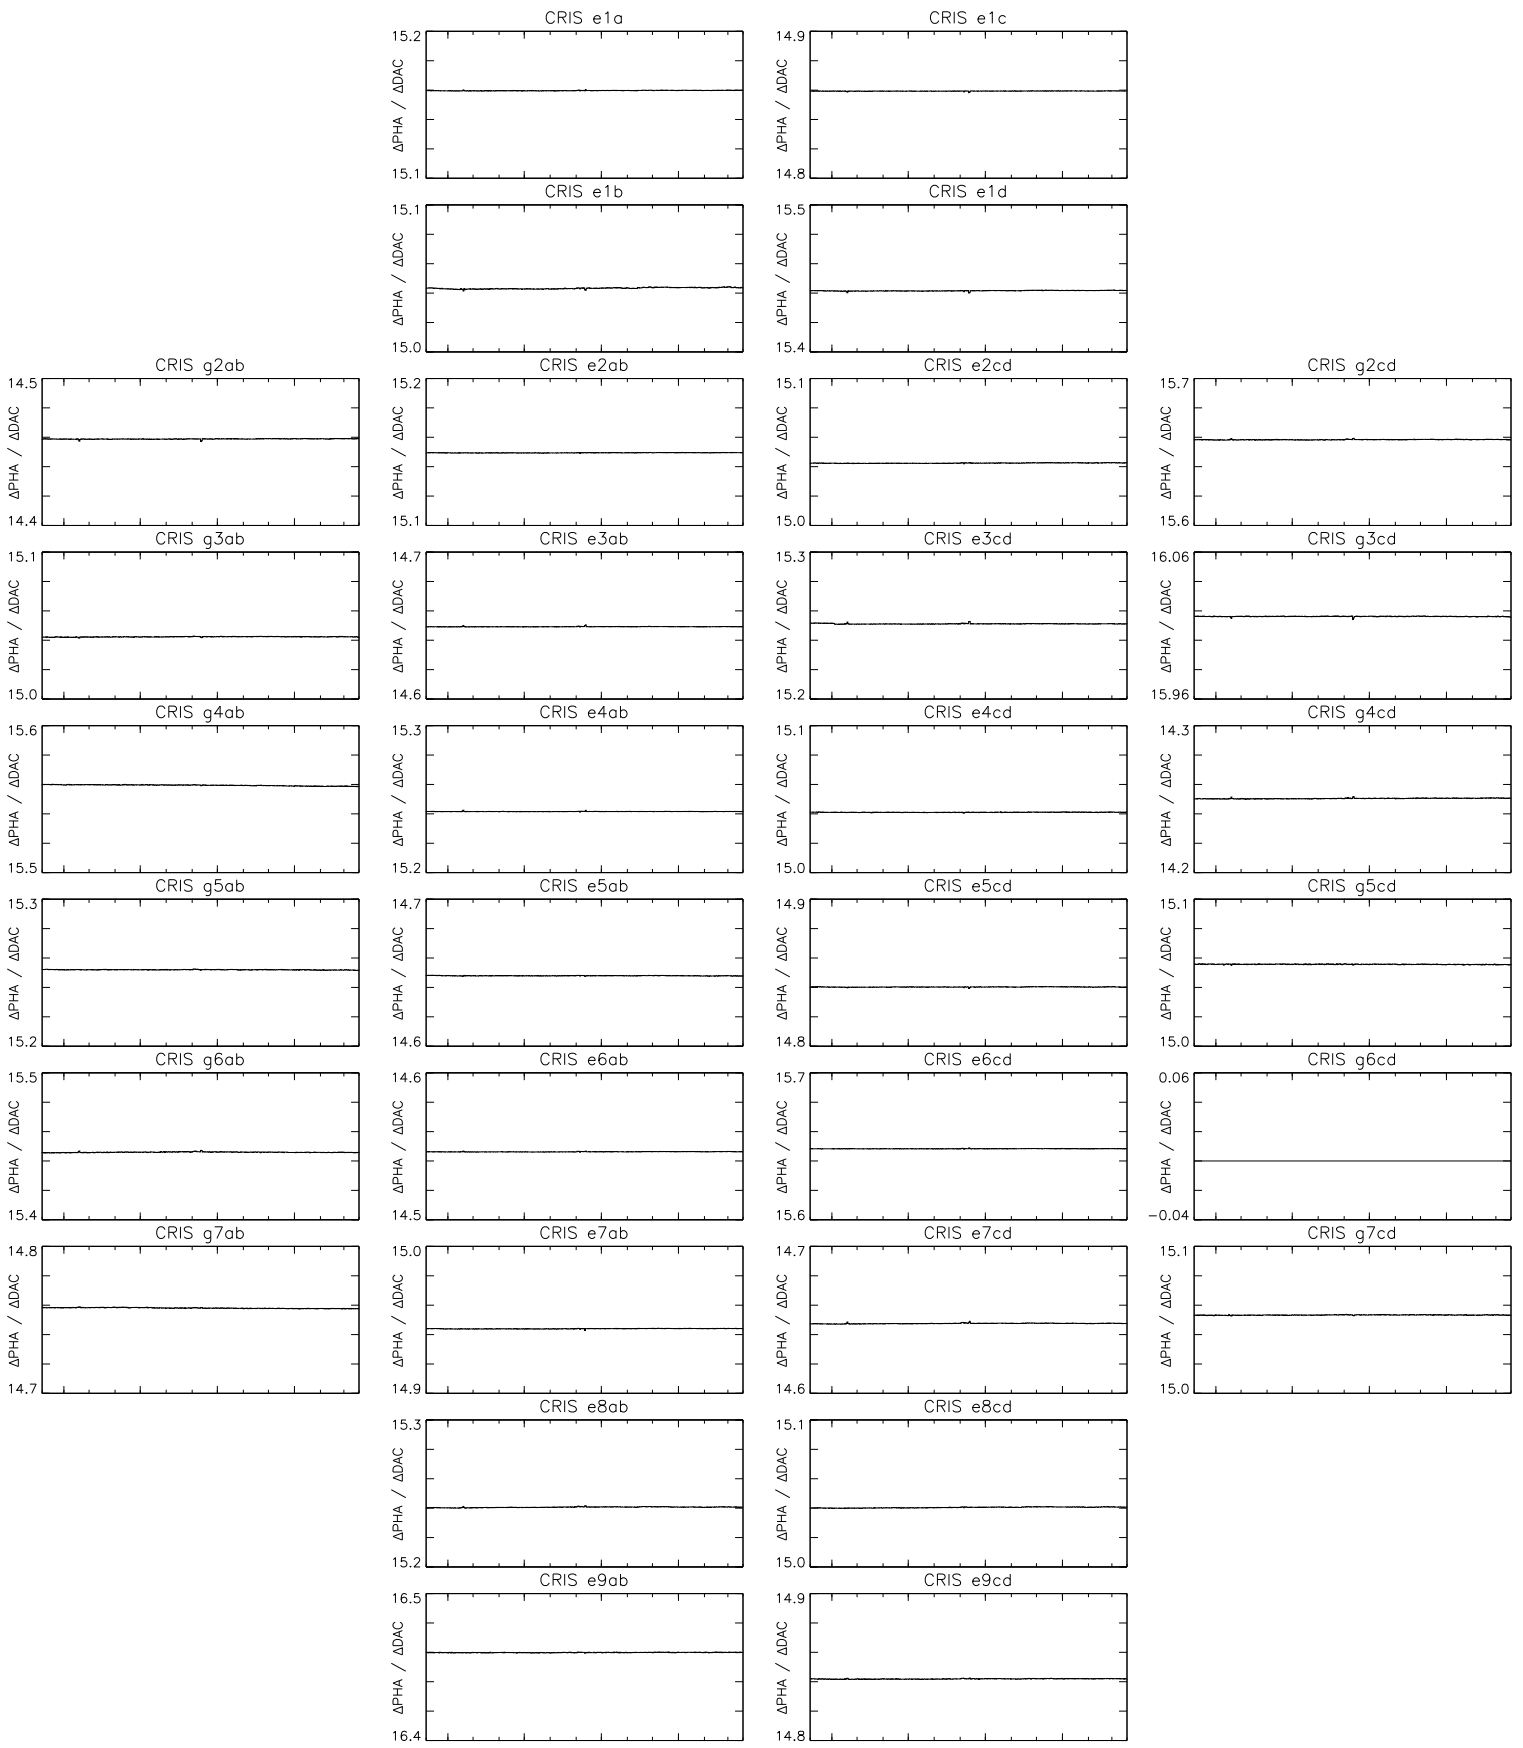 CRIS e1a
15.2
ΔPHA / ΔDAC
15.1
CRIS e1c
14.9
ΔPHA / ΔDAC
14.8
CRIS e1b
15.1
ΔPHA / ΔDAC
15.0
CRIS e1d
15.5
ΔPHA / ΔDAC
15.4
CRIS g2ab
14.5
ΔPHA / ΔDAC
14.4
CRIS e2ab
15.2
ΔPHA / ΔDAC
15.1
CRIS e2cd
15.1
ΔPHA / ΔDAC
15.0
CRIS g2cd
15.7
ΔPHA / ΔDAC
15.6
CRIS g3ab
15.1
ΔPHA / ΔDAC
15.0
CRIS e3ab
14.7
ΔPHA / ΔDAC
14.6
CRIS e3cd
15.3
ΔPHA / ΔDAC
15.2
CRIS g3cd
16.06
ΔPHA / ΔDAC
15.96
CRIS g4ab
15.6
ΔPHA / ΔDAC
15.5
CRIS e4ab
15.3
ΔPHA / ΔDAC
15.2
CRIS e4cd
15.1
ΔPHA / ΔDAC
15.0
CRIS g4cd
14.3
ΔPHA / ΔDAC
14.2
CRIS g5ab
15.3
ΔPHA / ΔDAC
15.2
CRIS e5ab
14.7
ΔPHA / ΔDAC
14.6
CRIS e5cd
14.9
ΔPHA / ΔDAC
14.8
CRIS g5cd
15.1
ΔPHA / ΔDAC
15.0
CRIS g6ab
15.5
ΔPHA / ΔDAC
15.4
CRIS e6ab
14.6
ΔPHA / ΔDAC
14.5
CRIS e6cd
15.7
ΔPHA / ΔDAC
15.6
CRIS g6cd
0.06
ΔPHA / ΔDAC
−0.04
CRIS g7ab
14.8
ΔPHA / ΔDAC
14.7
CRIS e7ab
15.0
ΔPHA / ΔDAC
14.9
CRIS e7cd
14.7
ΔPHA / ΔDAC
14.6
CRIS g7cd
15.1
ΔPHA / ΔDAC
15.0
CRIS e8ab
15.3
ΔPHA / ΔDAC
15.2
CRIS e8cd
15.1
ΔPHA / ΔDAC
15.0
CRIS e9ab
16.5
ΔPHA / ΔDAC
16.4
CRIS e9cd
14.9
ΔPHA / ΔDAC
14.8